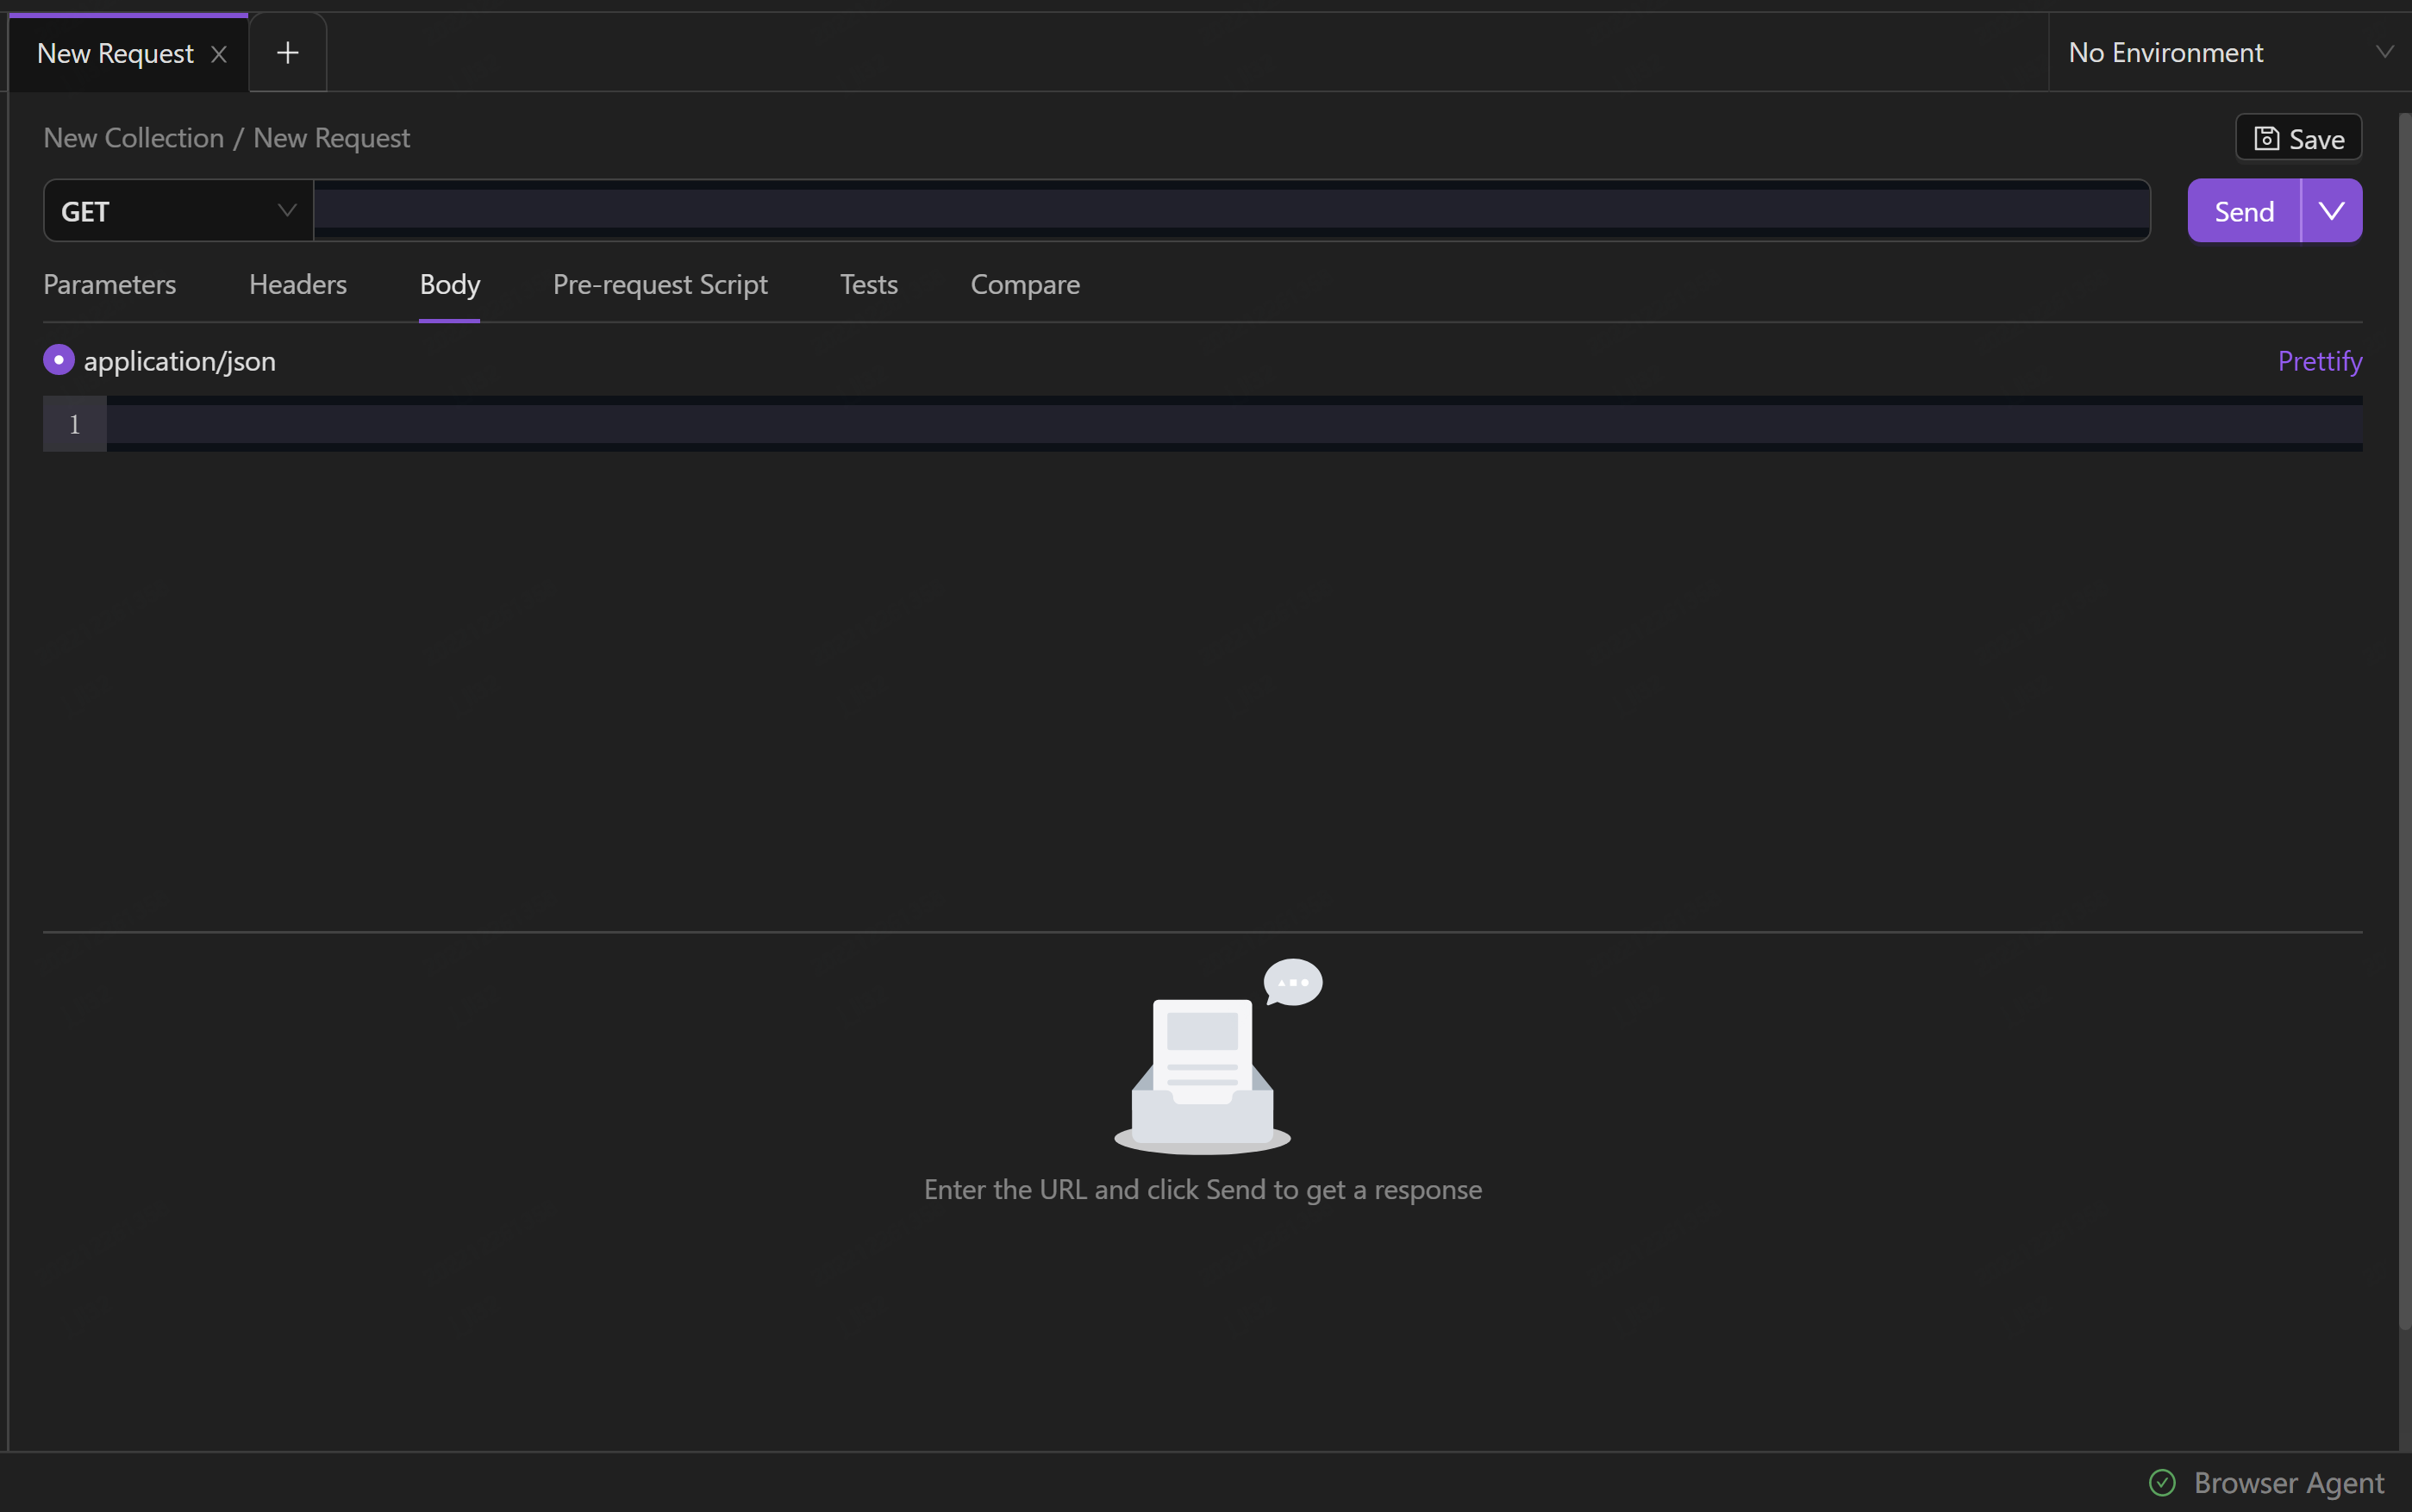 New Request
No Environment
New Collection / New Request
Save
GET
Send
Parameters Headers Body Pre-request Script Tests Compare
application/json
Prettify
1
Enter the URL and click Send to get a response
Browser Agent